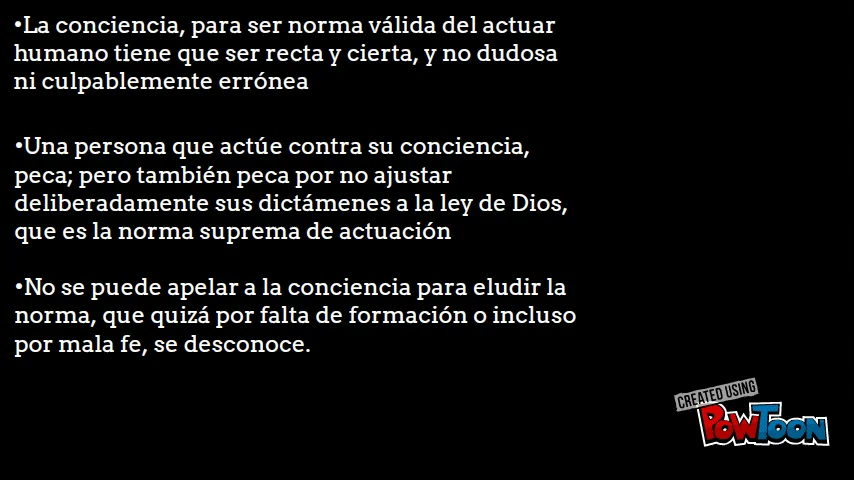 •La conciencia, para ser norma válida del actuar
humano tiene que ser recta y cierta, y no dudosa
ni culpablemente errónea
•Una persona que actúe contra su conciencia,
peca; pero también peca por no ajustar
deliberadamente sus dictámenes a la ley de Dios,
que es la norma suprema de actuación
•No se puede apelar a la conciencia para eludir la
norma, que quizá por falta de formación o incluso
por mala fe, se desconoce.
CREATED USING
POWTOON